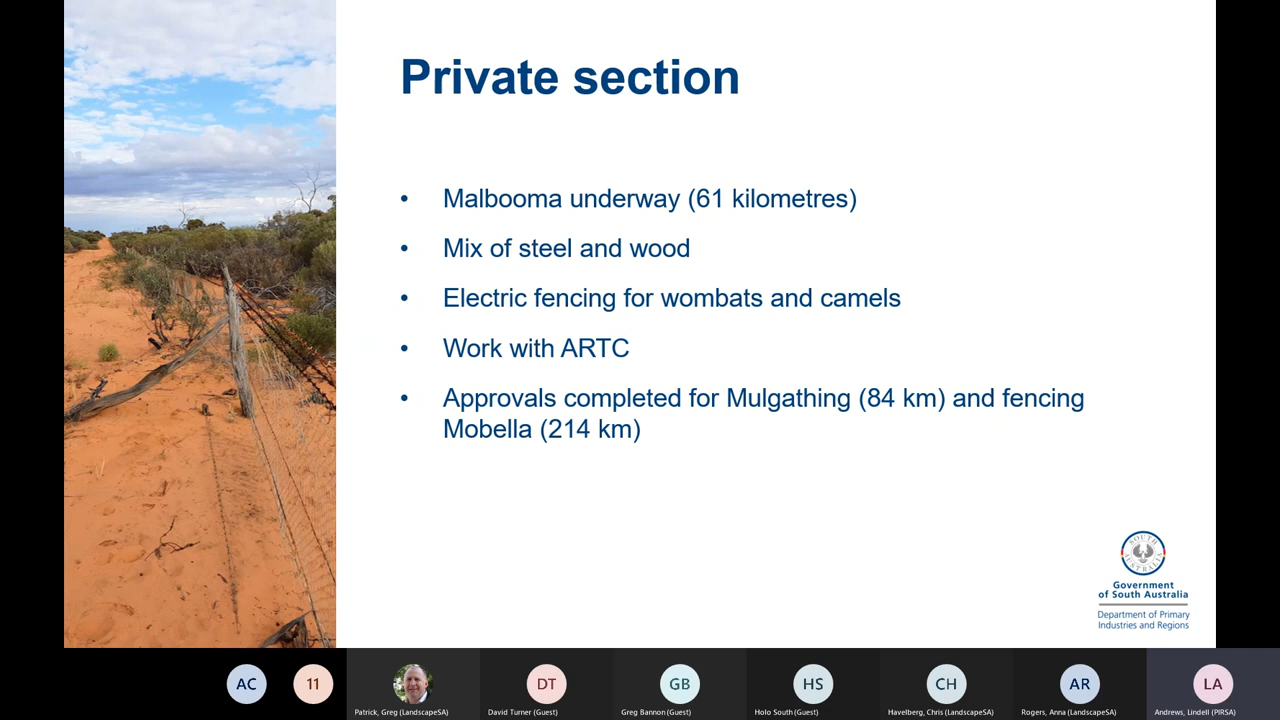 Private section
• Malbooma underway (61 kilometres)
• Mix of steel and wood
• Electric fencing for wombats and camels
• Work with ARTC
• Approvals completed for Mulgathing (84 km) and fencing
Mobella (214 km)
SOUTH AUSTRALIA
Government
of South Australia
Department of Primary
Industries and Regions
AC
11
DT
GB
HS
CH
AR
LA
Patrick, Greg (LandscapeSA)
David Turner (Guest)
Greg Bannon (Guest)
Holo South (Guest)
Havelberg, Chris (LandscapeSA)
Rogers, Anna (LandscapeSA)
Andrews, Lindell (PIRSA)